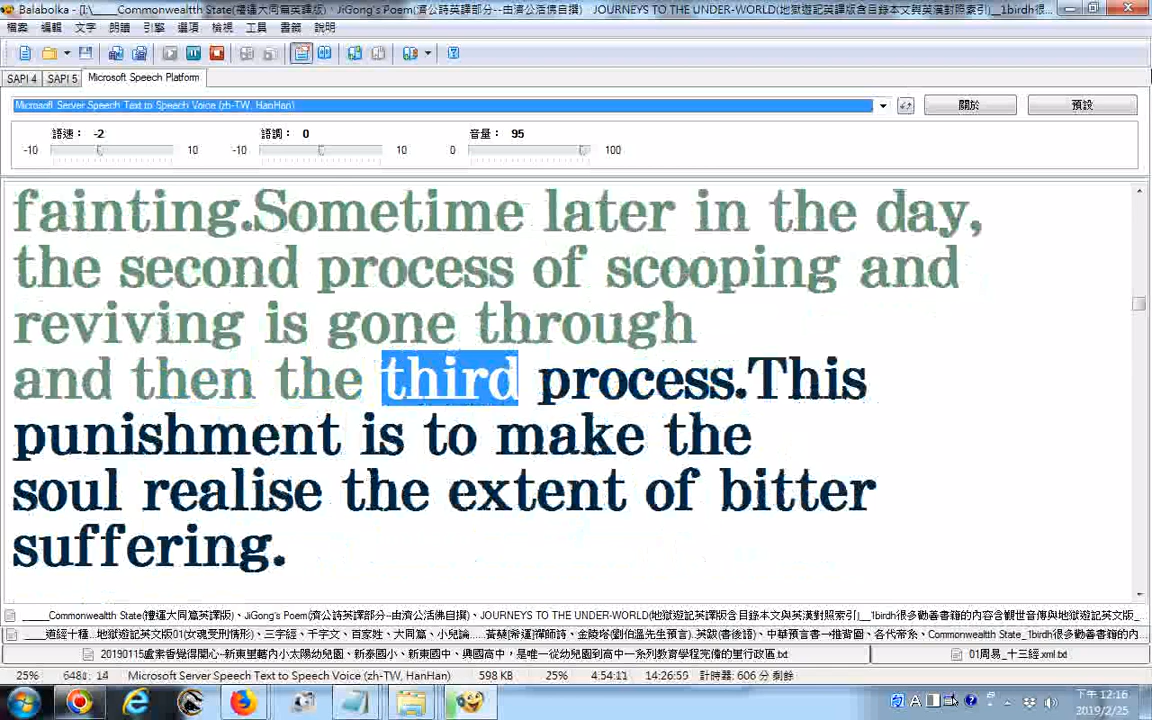 Balabolka - [I:\_____Commonwealtth State(禮運大同篇英譯版)、JiGong's Poem(濟公詩英譯部分--由濟公活佛自撰)　JOURNEYS TO THE UNDER-WORLD(地獄遊記英譯版含目錄本文與英漢對照索引)__1birdh很...
檔案 編輯 文字 朗讀 引擎 選項 檢視 工具 書籤 說明
SAPI 4 SAPI 5 Microsoft Speech Platform
Microsoft Server Speech Text to Speech Voice (zh-TW, HanHan) 關於 預設
語速： -2 語調： 0 音量： 95
-10 10 -10 10 0 100
fainting.Sometime later in the day,
the second process of scooping and
reviving is gone through
and then the third process.This
punishment is to make the
soul realise the extent of bitter
suffering.
_____Commonwealtth State(禮運大同篇英譯版)、JiGong's Poem(濟公詩英譯部分--由濟公活佛自撰)、JOURNEYS TO THE UNDER-WORLD(地獄遊記英譯版含目錄本文與英漢對照索引)__1birdh很多勸善書籍的內容含觀世音傳與地獄遊記英文版...
道經十種...地獄遊記英文版01(女魂受刑情形)、三字經、千字文、百家姓、大同篇、小兒論......黃蘗[希運]禪師詩、金陵塔(劉伯溫先生預言)、中華預言書--推背圖、各代帝系、Commonwealth State_1birdh很多勸善書籍的內...
20190115盧素皆覺得開心--新東里轄內小太陽幼兒園、新泰國小、新東國中、興國高中，是唯一從幼兒園到高中一系列教育學程完備的里行政區.txt 01周易_十三經.xml.txt
25% 648: 14 Microsoft Server Speech Text to Speech Voice (zh-TW, HanHan) 598 KB 25% 4:54:11 14:26:55 計時器： 606 分 剩餘
下午 12:16
2019/2/25